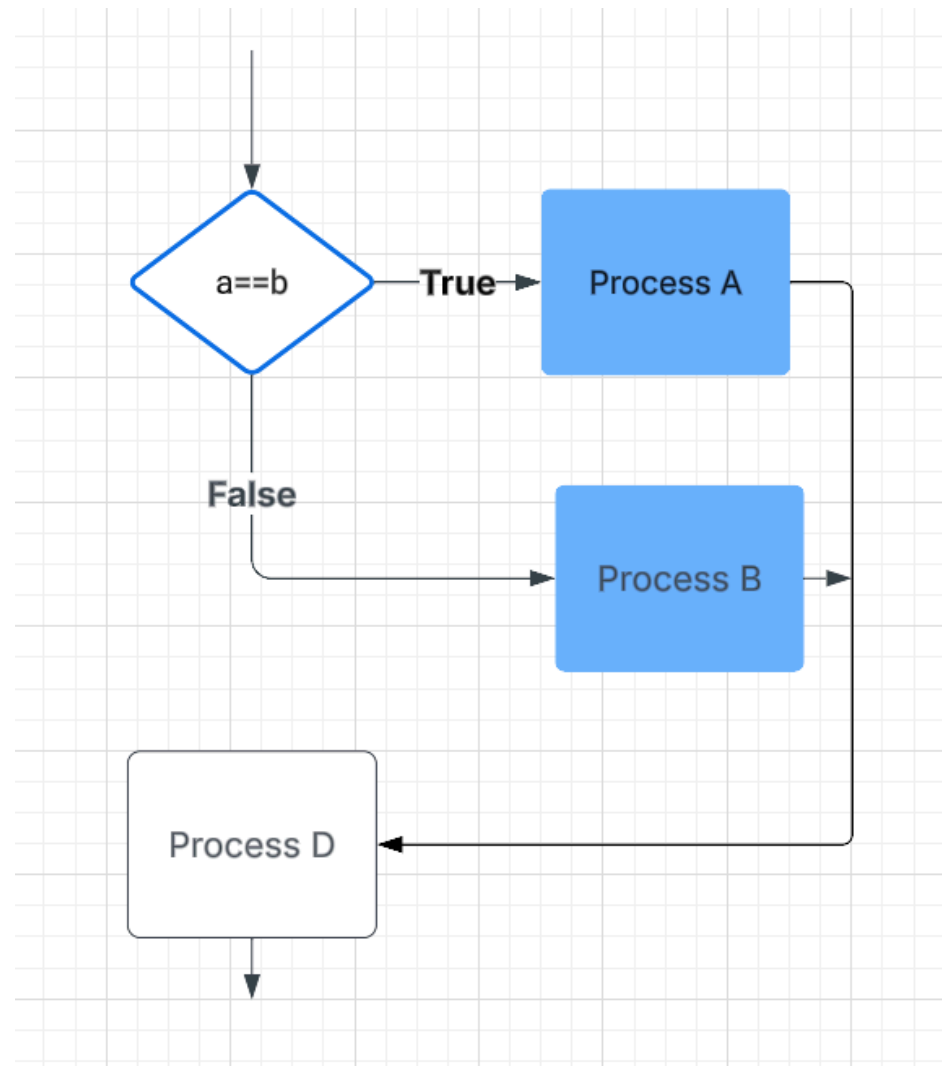 a==b
True
Process A
False
Process B
Process D